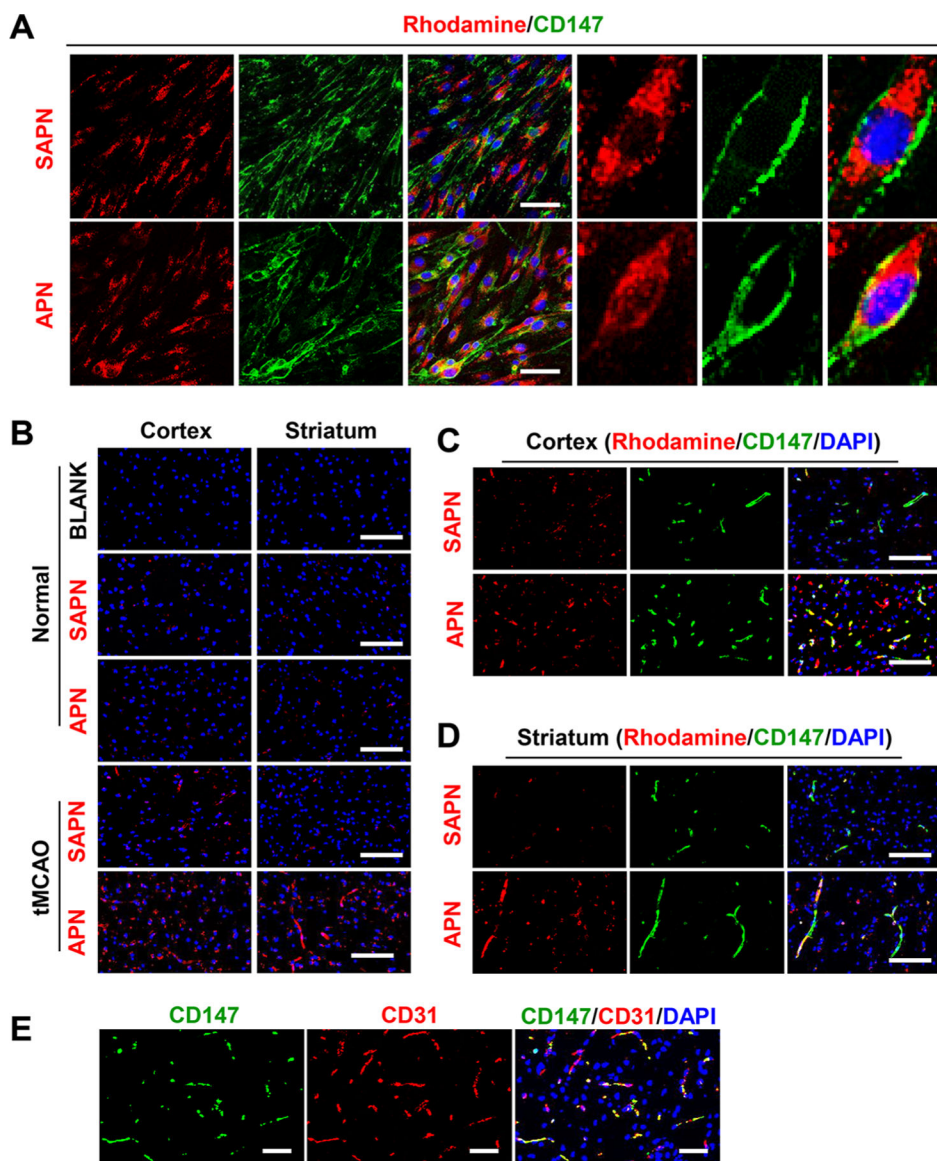 A
Rhodamine/CD147
SAPN
APN
B
Cortex Striatum
Normal
BLANK
SAPN
APN
tMCAO
SAPN
APN
C
Cortex (Rhodamine/CD147/DAPI)
SAPN
APN
D
Striatum (Rhodamine/CD147/DAPI)
SAPN
APN
E
CD147 CD31 CD147/CD31/DAPI